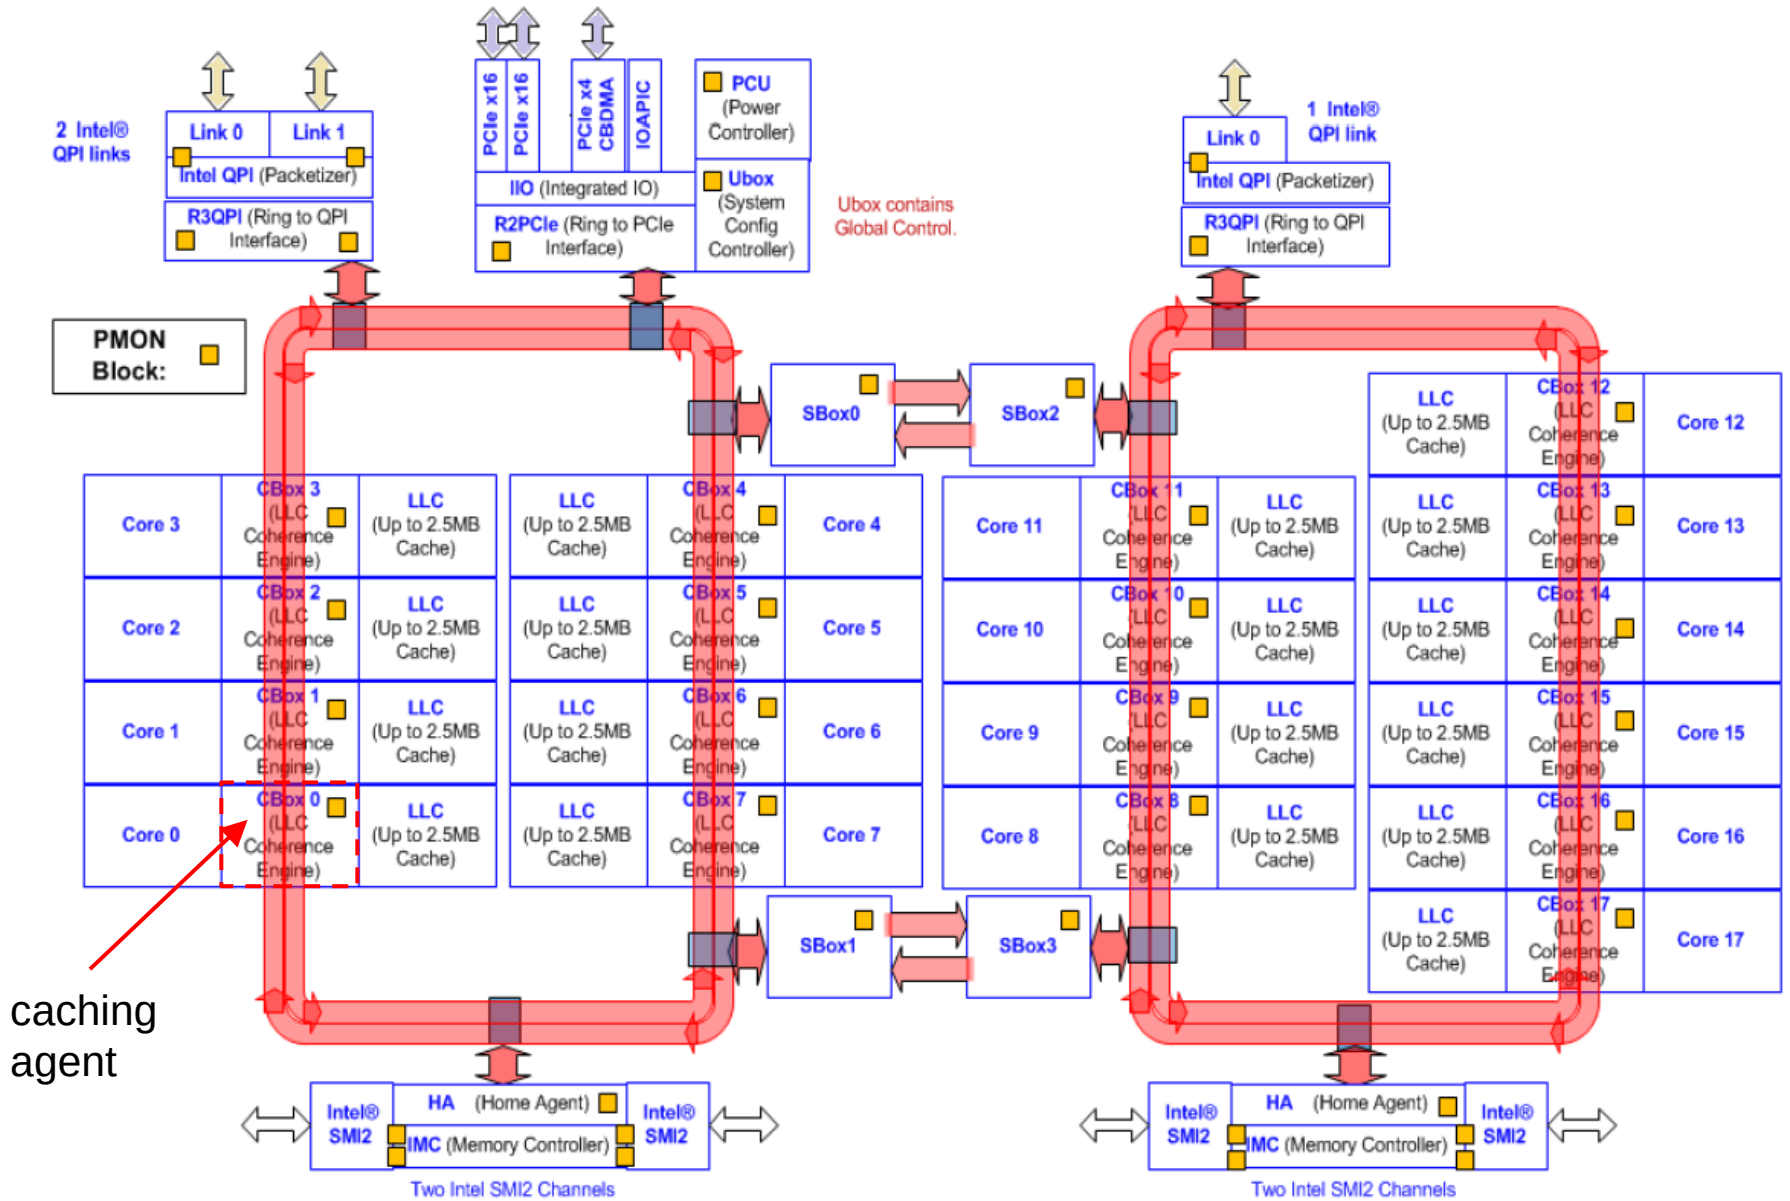 2 Intel®
QPI links
Link 0
Link 1
Intel QPI (Packetizer)
R3QPI (Ring to QPI
Interface)
PCIe x16
PCIe x16
PCIe x4
CBDMA
IOAPIC
IIO (Integrated IO)
R2PCIe (Ring to PCIe
Interface)
PCU
(Power
Controller)
Ubox
(System
Config
Controller)
Ubox contains
Global Control.
1 Intel®
QPI link
Link 0
Intel QPI (Packetizer)
R3QPI (Ring to QPI
Interface)
PMON
Block:
SBox0
SBox2
Core 3
CBox 3
(LLC
Coherence
Engine)
LLC
(Up to 2.5MB
Cache)
Core 2
CBox 2
(LLC
Coherence
Engine)
LLC
(Up to 2.5MB
Cache)
Core 1
CBox 1
(LLC
Coherence
Engine)
LLC
(Up to 2.5MB
Cache)
Core 0
CBox 0
(LLC
Coherence
Engine)
LLC
(Up to 2.5MB
Cache)
LLC
(Up to 2.5MB
Cache)
CBox 4
(LLC
Coherence
Engine)
Core 4
LLC
(Up to 2.5MB
Cache)
CBox 5
(LLC
Coherence
Engine)
Core 5
LLC
(Up to 2.5MB
Cache)
CBox 6
(LLC
Coherence
Engine)
Core 6
LLC
(Up to 2.5MB
Cache)
CBox 7
(LLC
Coherence
Engine)
Core 7
Core 11
CBox 11
(LLC
Coherence
Engine)
LLC
(Up to 2.5MB
Cache)
Core 10
CBox 10
(LLC
Coherence
Engine)
LLC
(Up to 2.5MB
Cache)
Core 9
CBox 9
(LLC
Coherence
Engine)
LLC
(Up to 2.5MB
Cache)
Core 8
CBox 8
(LLC
Coherence
Engine)
LLC
(Up to 2.5MB
Cache)
LLC
(Up to 2.5MB
Cache)
CBox 12
(LLC
Coherence
Engine)
Core 12
LLC
(Up to 2.5MB
Cache)
CBox 13
(LLC
Coherence
Engine)
Core 13
LLC
(Up to 2.5MB
Cache)
CBox 14
(LLC
Coherence
Engine)
Core 14
LLC
(Up to 2.5MB
Cache)
CBox 15
(LLC
Coherence
Engine)
Core 15
LLC
(Up to 2.5MB
Cache)
CBox 16
(LLC
Coherence
Engine)
Core 16
LLC
(Up to 2.5MB
Cache)
CBox 17
(LLC
Coherence
Engine)
Core 17
SBox1
SBox3
caching
agent
Intel®
SMI2
HA (Home Agent)
IMC (Memory Controller)
Intel®
SMI2
Two Intel SMI2 Channels
Intel®
SMI2
HA (Home Agent)
IMC (Memory Controller)
Intel®
SMI2
Two Intel SMI2 Channels